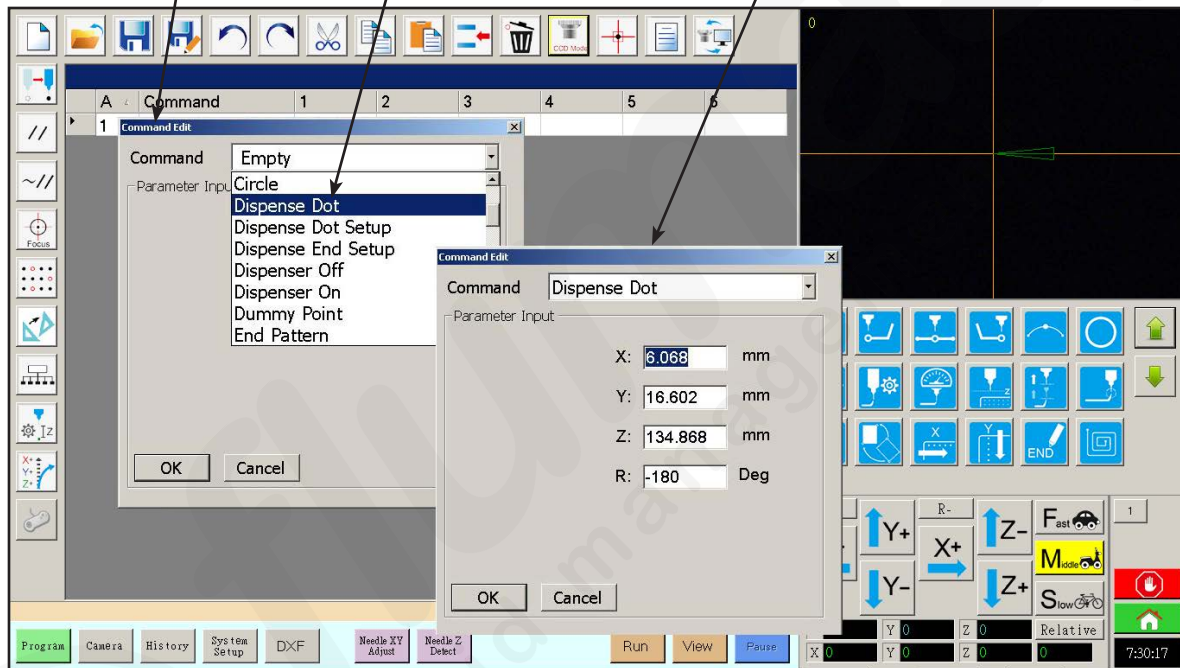 0
CCD Mode
A Command 1 2 3 4 5 6
1
Command Edit
Command Empty
Parameter Inpu
Circle
Dispense Dot
Dispense Dot Setup
Dispense End Setup
Dispenser Off
Dispenser On
Dummy Point
End Pattern
OK Cancel
Command Edit
Command Dispense Dot
Parameter Input
X: 6.068 mm
Y: 16.602 mm
Z: 134.868 mm
R: -180 Deg
OK Cancel
Focus
IZ
X+
Y+
Z+
Z
X
Y
END
R-
Y+ X+ Z- Fast 1
Middle
Y- Z+ Slow
Y 0 Z 0 Relative
X 0 Y 0 Z 0 0
Program Camera History System Setup DXF Needle XY Adjust Needle Z Detect Run View Pause
7:30:17